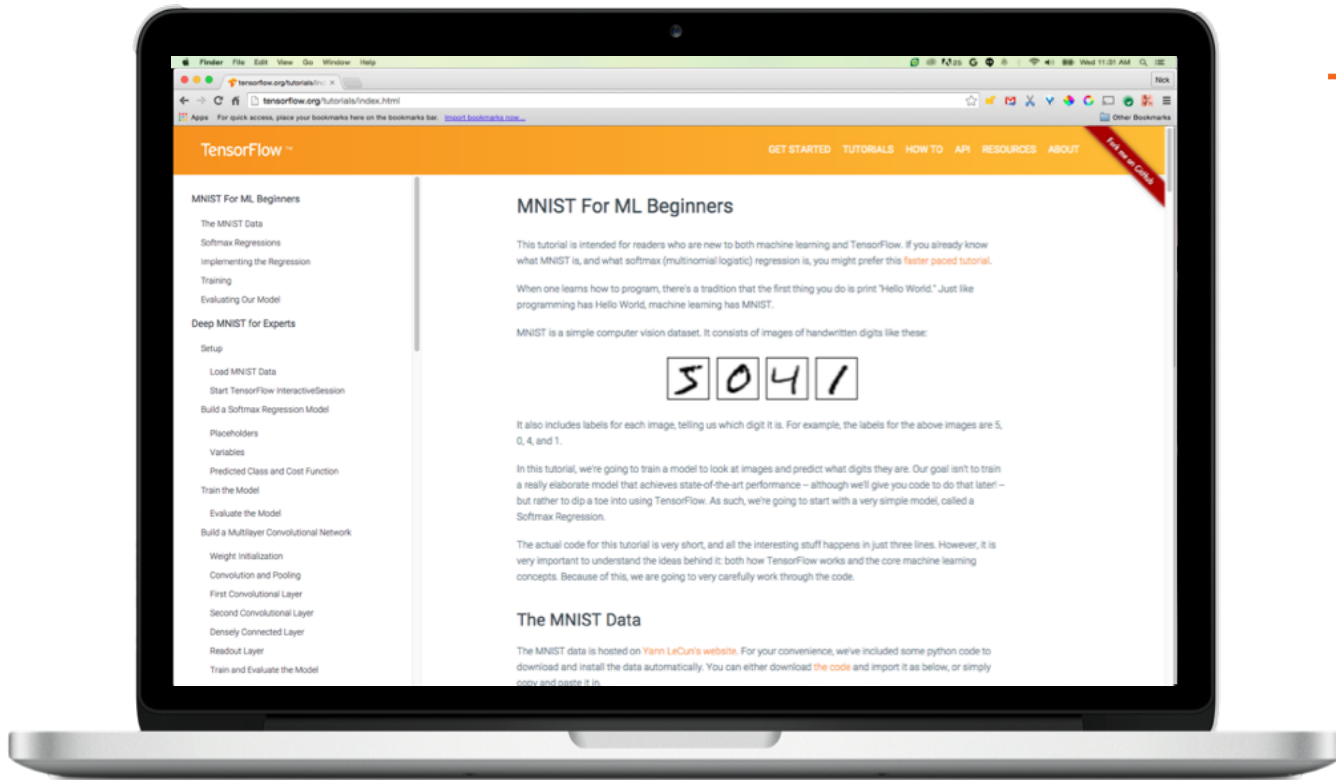 Finder File Edit View Go Window Help
Wed 11:31 AM
tensorflow.org/tutorials/inc
Nick
tensorflow.org/tutorials/index.html
Apps For quick access, place your bookmarks here on the bookmarks bar. Import bookmarks now...
Other Bookmarks
TensorFlow ™
GET STARTED TUTORIALS HOW TO API RESOURCES ABOUT
Fork me on GitHub
MNIST For ML Beginners
The MNIST Data
Softmax Regressions
Implementing the Regression
Training
Evaluating Our Model
Deep MNIST for Experts
Setup
Load MNIST Data
Start TensorFlow InteractiveSession
Build a Softmax Regression Model
Placeholders
Variables
Predicted Class and Cost Function
Train the Model
Evaluate the Model
Build a Multilayer Convolutional Network
Weight Initialization
Convolution and Pooling
First Convolutional Layer
Second Convolutional Layer
Densely Connected Layer
Readout Layer
Train and Evaluate the Model
MNIST For ML Beginners
This tutorial is intended for readers who are new to both machine learning and TensorFlow. If you already know
what MNIST is, and what softmax (multinomial logistic) regression is, you might prefer this faster paced tutorial.
When one learns how to program, there's a tradition that the first thing you do is print "Hello World." Just like
programming has Hello World, machine learning has MNIST.
MNIST is a simple computer vision dataset. It consists of images of handwritten digits like these:
5 0 4 1
It also includes labels for each image, telling us which digit it is. For example, the labels for the above images are 5,
0, 4, and 1.
In this tutorial, we're going to train a model to look at images and predict what digits they are. Our goal isn't to train
a really elaborate model that achieves state-of-the-art performance -- although we'll give you code to do that later! --
but rather to dip a toe into using TensorFlow. As such, we're going to start with a very simple model, called a
Softmax Regression.
The actual code for this tutorial is very short, and all the interesting stuff happens in just three lines. However, it is
very important to understand the ideas behind it: both how TensorFlow works and the core machine learning
concepts. Because of this, we are going to very carefully work through the code.
The MNIST Data
The MNIST data is hosted on Yann LeCun's website. For your convenience, we've included some python code to
download and install the data automatically. You can either download the code and import it as below, or simply
copy and paste it in.